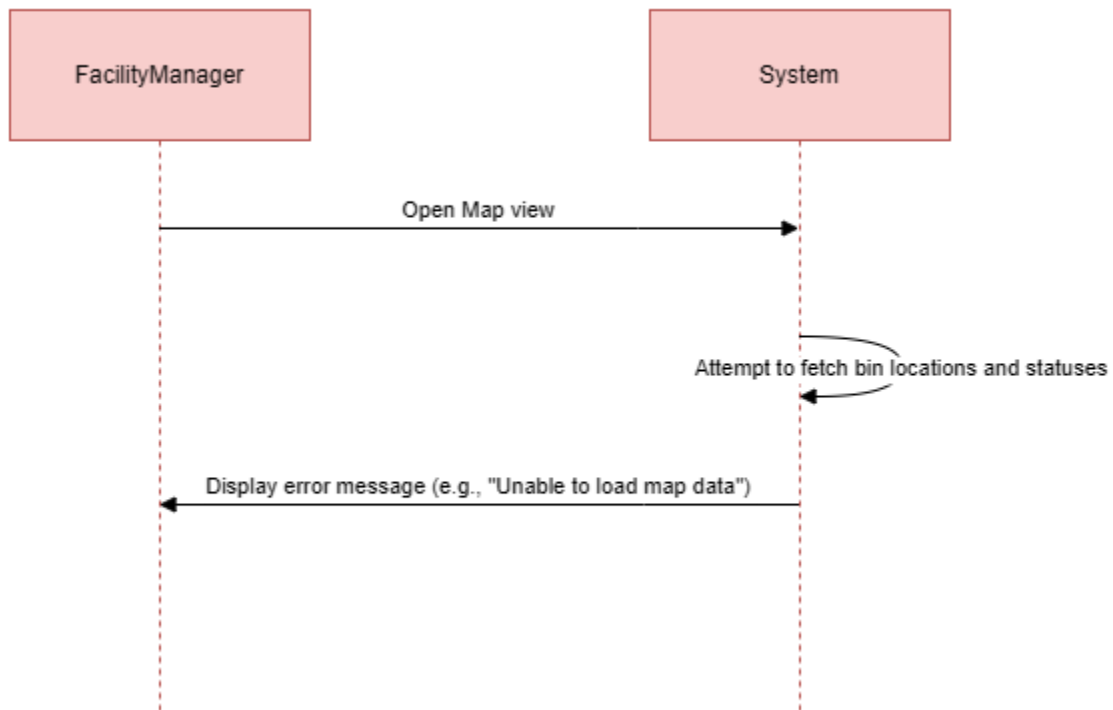 FacilityManager
System
Open Map view
Attempt to fetch bin locations and statuses
Display error message (e.g., "Unable to load map data")